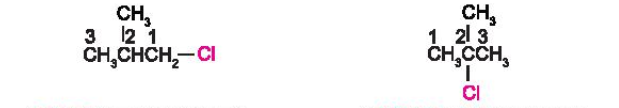 CH₃ CH₃
3 2 1 1 2 3
CH₃CHCH₂—Cl CH₃CCH₃
Cl